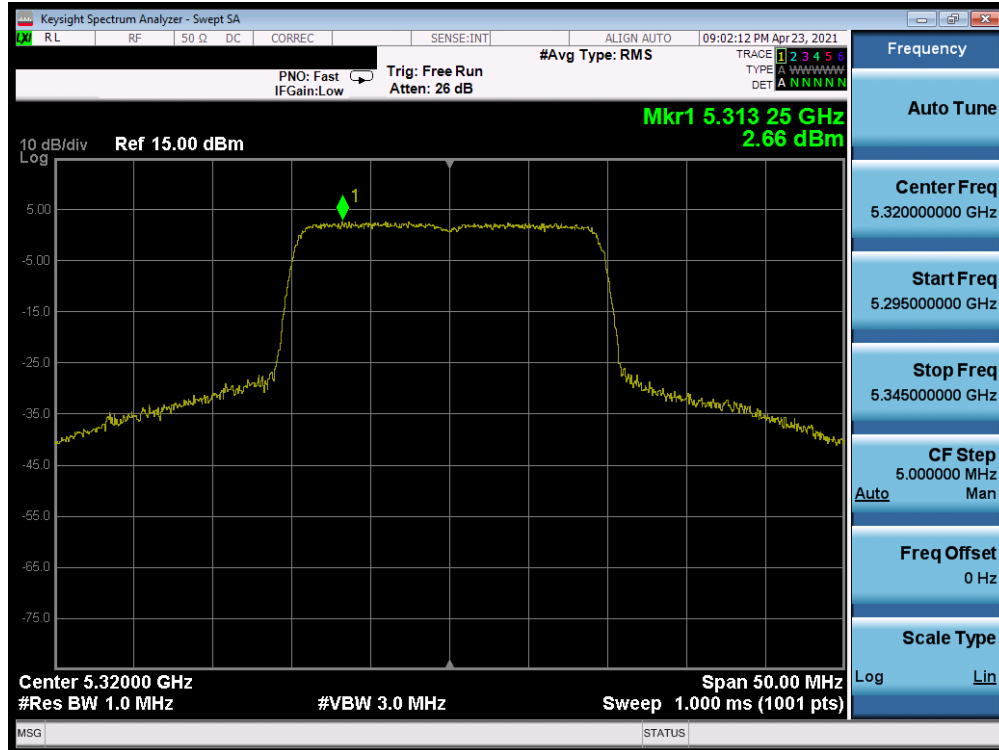 Keysight Spectrum Analyzer - Swept SA
LXI RL RF 50 Ω DC CORREC SENSE:INT ALIGN AUTO 09:02:12 PM Apr 23, 2021
#Avg Type: RMS TRACE 1 2 3 4 5 6
PNO: Fast Trig: Free Run TYPE A WWWWW
IFGain:Low Atten: 26 dB DET A N N N N N
Mkr1 5.313 25 GHz
2.66 dBm
10 dB/div Ref 15.00 dBm
Log
1
5.00
-5.00
-15.0
-25.0
-35.0
-45.0
-55.0
-65.0
-75.0
Center 5.32000 GHz Span 50.00 MHz
#Res BW 1.0 MHz #VBW 3.0 MHz Sweep 1.000 ms (1001 pts)
MSG STATUS
Frequency
Auto Tune
Center Freq
5.320000000 GHz
Start Freq
5.295000000 GHz
Stop Freq
5.345000000 GHz
CF Step
5.000000 MHz
Auto Man
Freq Offset
0 Hz
Scale Type
Log Lin